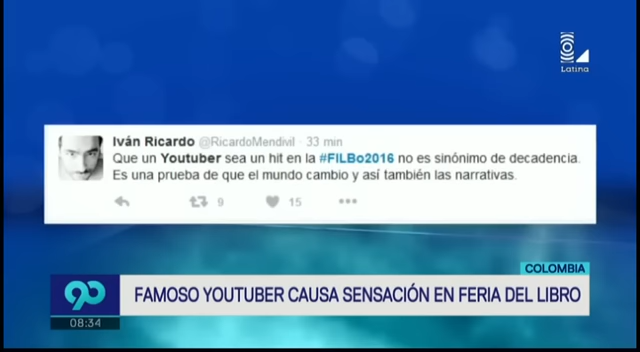 Latina
Iván Ricardo @RicardoMendivil · 33 min
Que un Youtuber sea un hit en la #FILBo2016 no es sinónimo de decadencia.
Es una prueba de que el mundo cambio y así también las narrativas.
9 15
COLOMBIA
90 FAMOSO YOUTUBER CAUSA SENSACIÓN EN FERIA DEL LIBRO
08:34